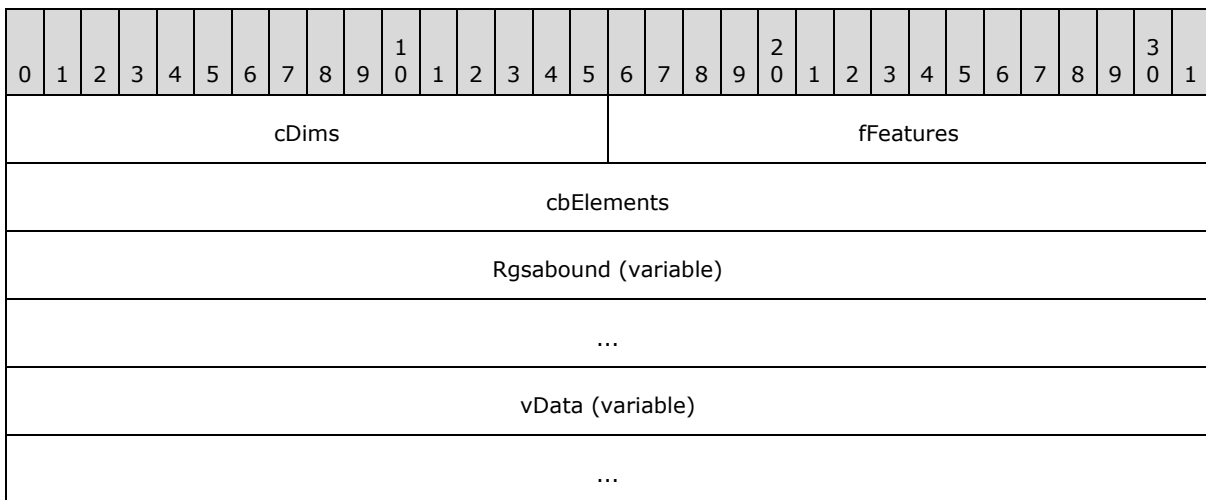 1 2 3
0 1 2 3 4 5 6 7 8 9 0 1 2 3 4 5 6 7 8 9 0 1 2 3 4 5 6 7 8 9 0 1
cDims fFeatures
cbElements
Rgsabound (variable)
...
vData (variable)
...